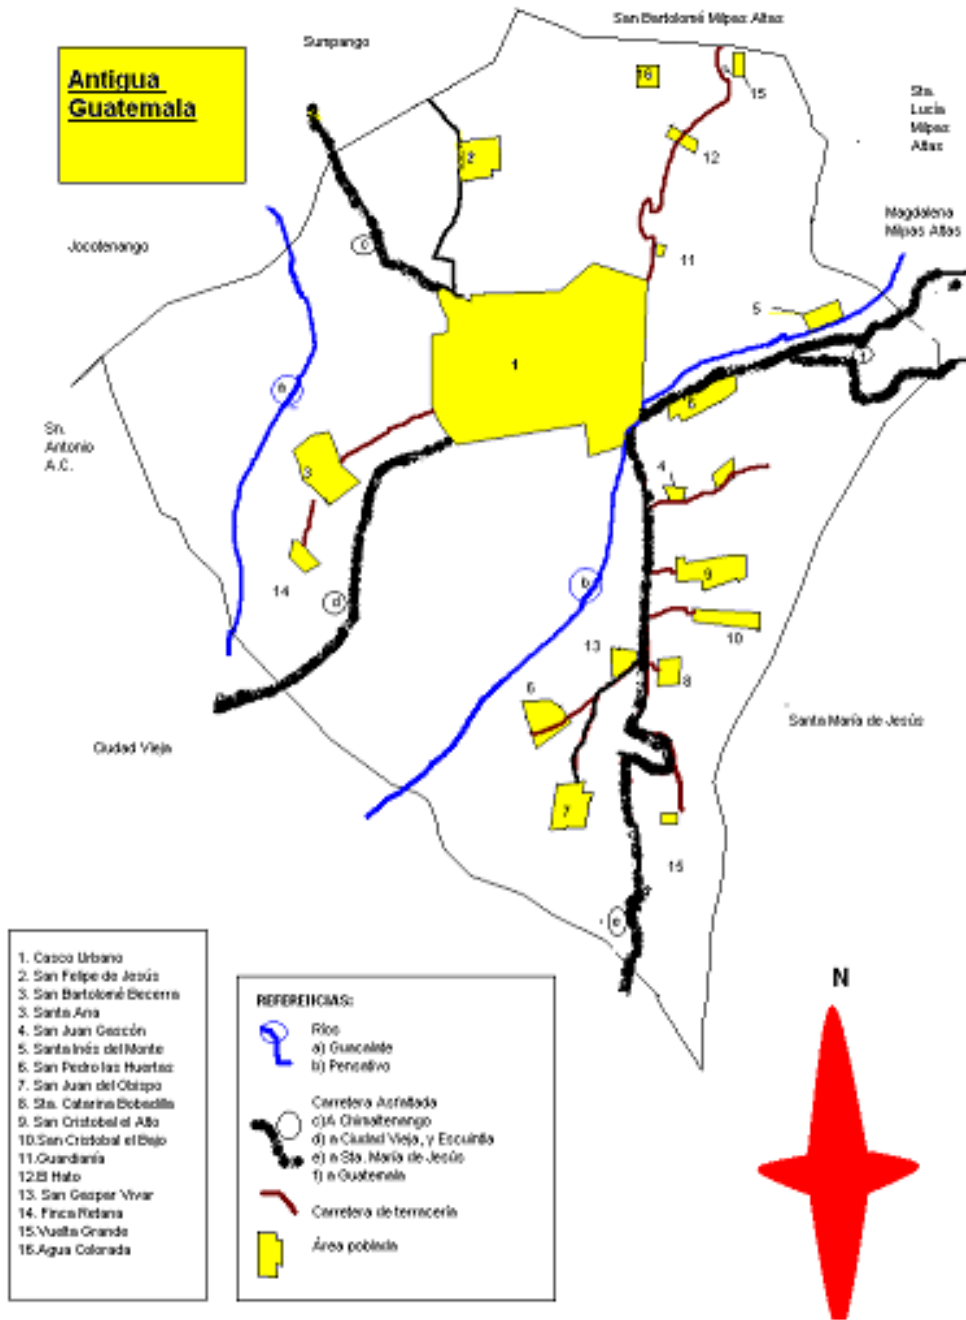 San Bartolomé Milpas Altas
Sumpango
Antigua
Guatemala
16
15
Sta.
Lucia
Milpas
Altas
2
12
Magdalena
Milpas Altas
Jocotenango
c
11
5
1
f
a
6
Sn.
Antonio
A.C.
3
4
14
d
b
9
10
13
8
6
Santa María de Jesús
Ciudad Vieja
7
15
e
1. Casco Urbano
2. San Felipe de Jesús
3. San Bartolomé Becerra
3. Santa Ana
4. San Juan Gascón
5. Santa Inés del Monte
6. San Pedro las Huertas
7. San Juan del Obispo
8. Sta. Catarina Bobadilla
9. San Cristobal el Alto
10.San Cristobal el Bajo
11.Guardianía
12.El Hato
13. San Gaspar Vivar
14. Finca Retana
15.Vuelta Grande
16.Agua Colorada
REFERENCIAS:
Ríos
a) Guacalate
b) Pensativo
Carretera Asfaltada
c)A Chimaltenango
d) a Ciudad Vieja, y Escuintla
e) a Sta. María de Jesús
f) a Guatemala
Carretera de terracería
Área poblada
N